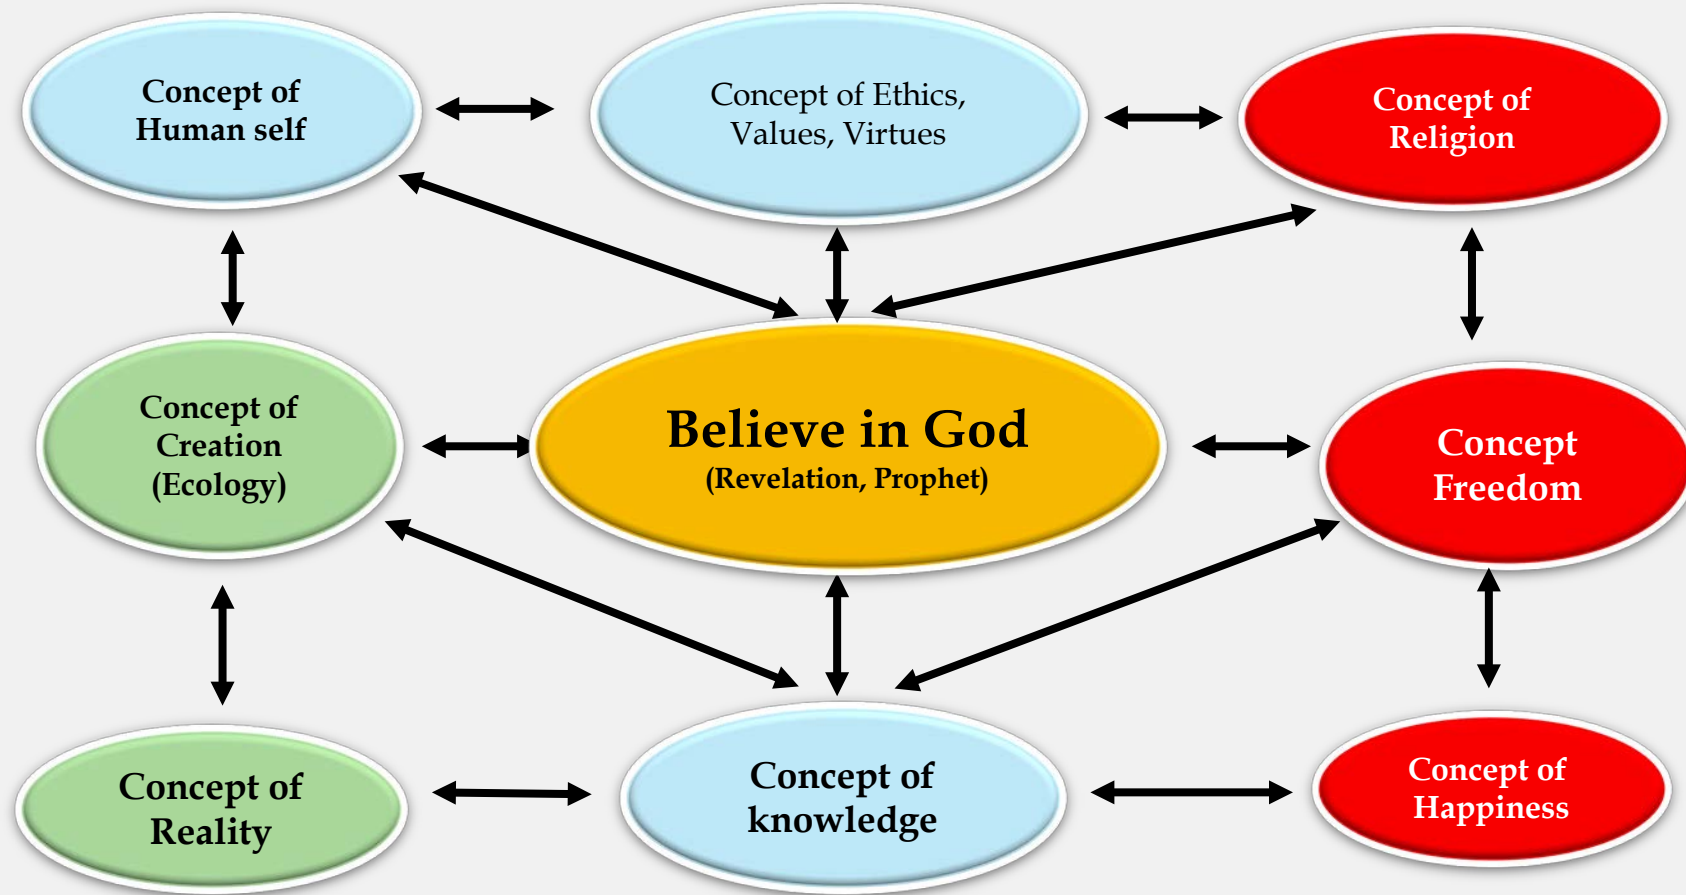 Concept of
Human self
Concept of Ethics,
Values, Virtues
Concept of
Religion
Concept of
Creation
(Ecology)
Believe in God
(Revelation, Prophet)
Concept
Freedom
Concept of
Reality
Concept of
knowledge
Concept of
Happiness